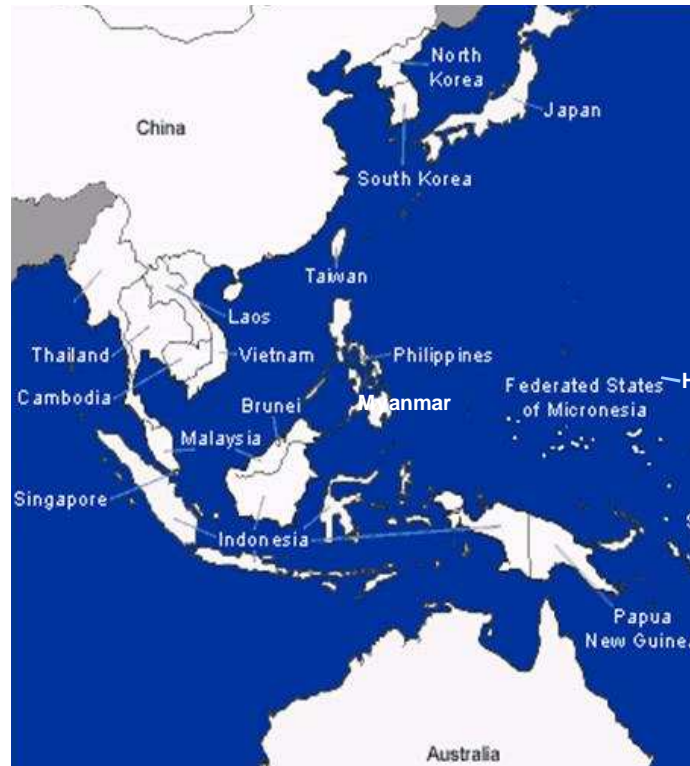 North
Korea
Japan
China
South Korea
Taiwan
Laos
Thailand
Vietnam
Philippines
Cambodia
Federated States
of Micronesia
H
Brunei
Myanmar
Malaysia
Singapore
Indonesia
Papua
New Guine
Australia